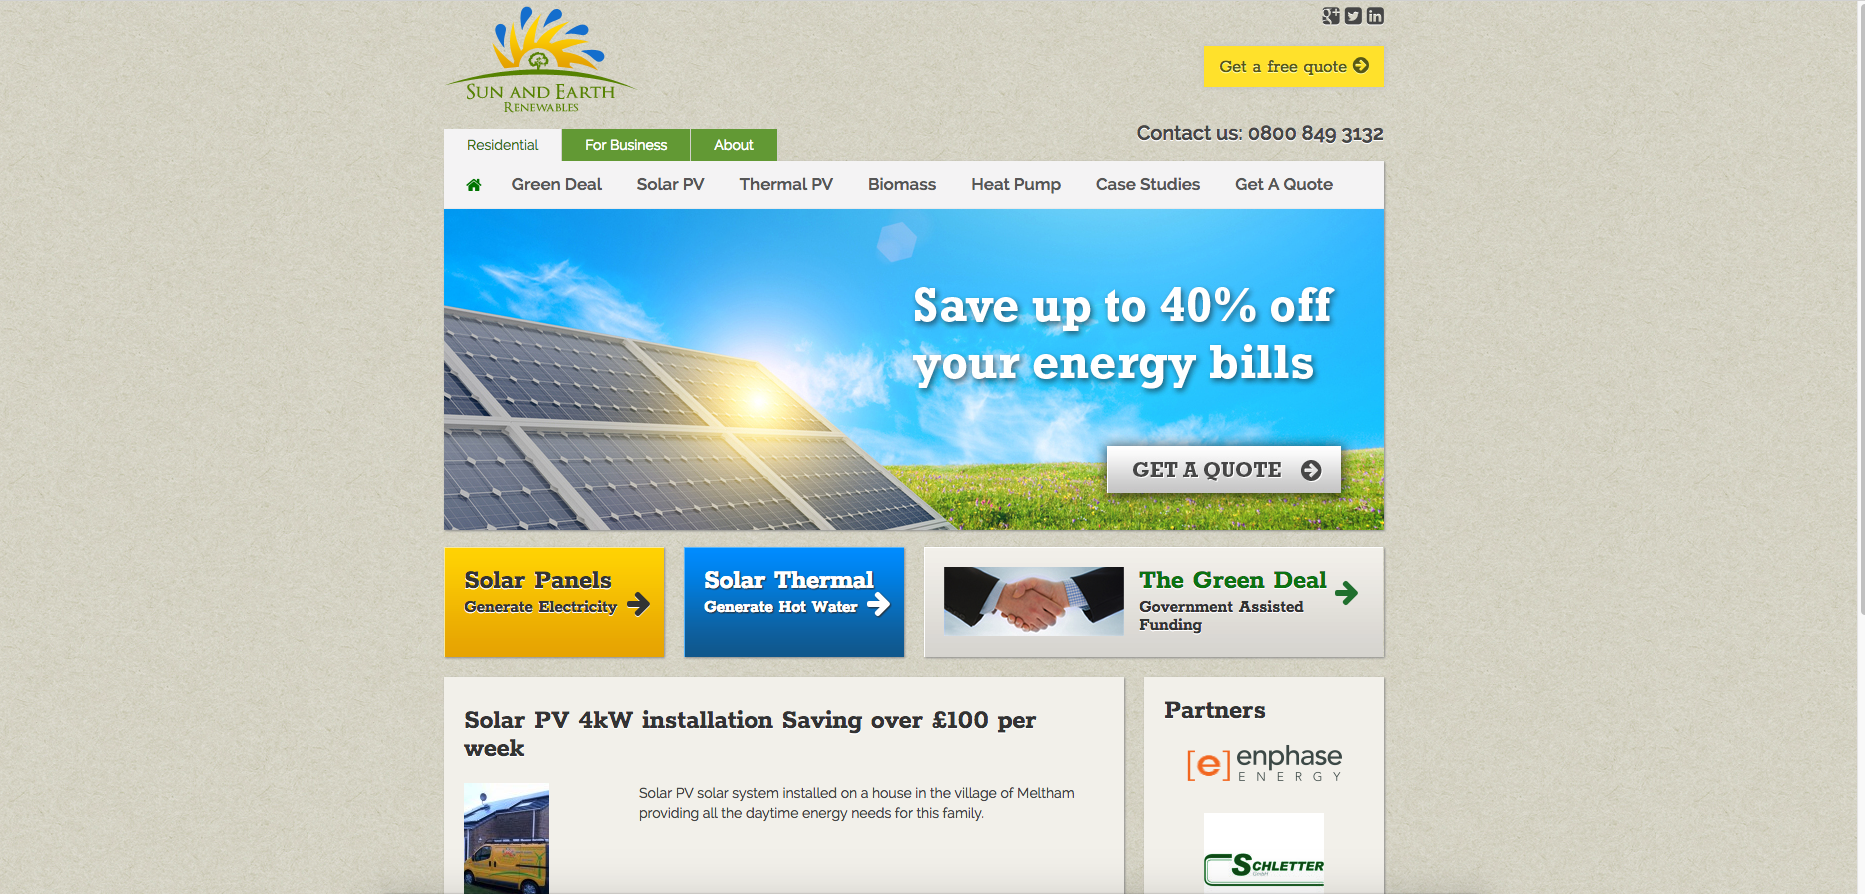 SUN AND EARTH
RENEWABLES
Get a free quote
Contact us: 0800 849 3132
Residential
For Business
About
Green Deal
Solar PV
Thermal PV
Biomass
Heat Pump
Case Studies
Get A Quote
Save up to 40% off
your energy bills
GET A QUOTE
Solar Panels
Generate Electricity
Solar Thermal
Generate Hot Water
The Green Deal
Government Assisted
Funding
Solar PV 4kW installation Saving over £100 per
week
Solar PV solar system installed on a house in the village of Meltham
providing all the daytime energy needs for this family.
Partners
[e] enphase
ENERGY
SCHLETTER
GmbH